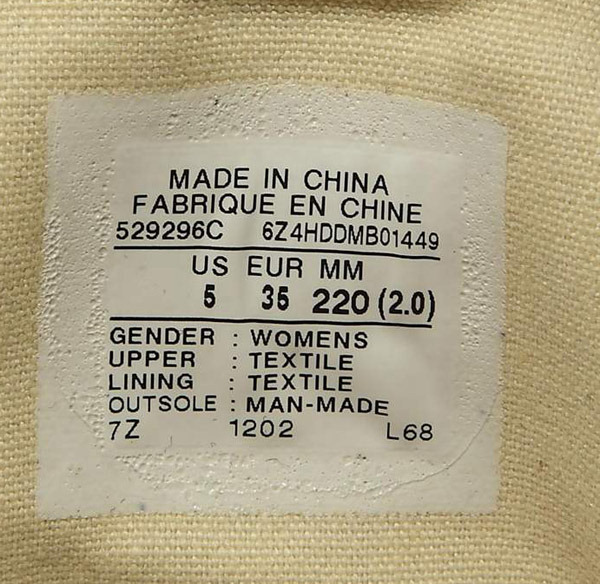 MADE IN CHINA
FABRIQUE EN CHINE
529296C 6Z4HDDMB01449
US EUR MM
5 35 220 (2.0)
GENDER : WOMENS
UPPER : TEXTILE
LINING : TEXTILE
OUTSOLE : MAN-MADE
7Z 1202 L68